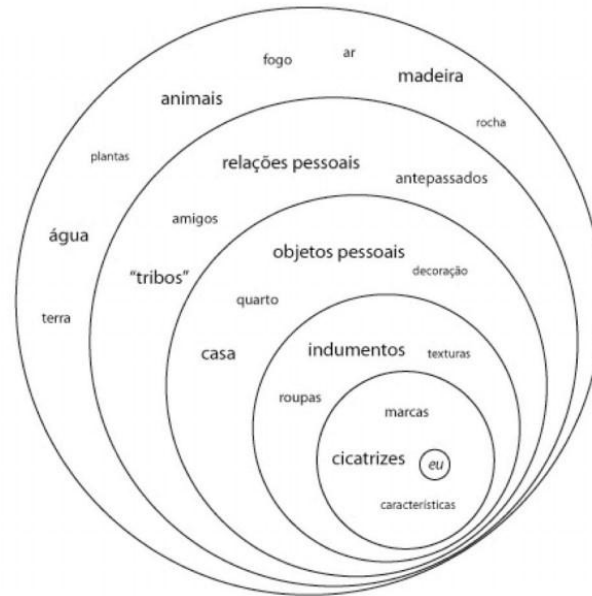 fogo
ar
animais
madeira
rocha
plantas
relações pessoais
antepassados
água
amigos
objetos pessoais
"tribos"
decoração
quarto
terra
casa
indumentos
texturas
roupas
marcas
cicatrizes
eu
características